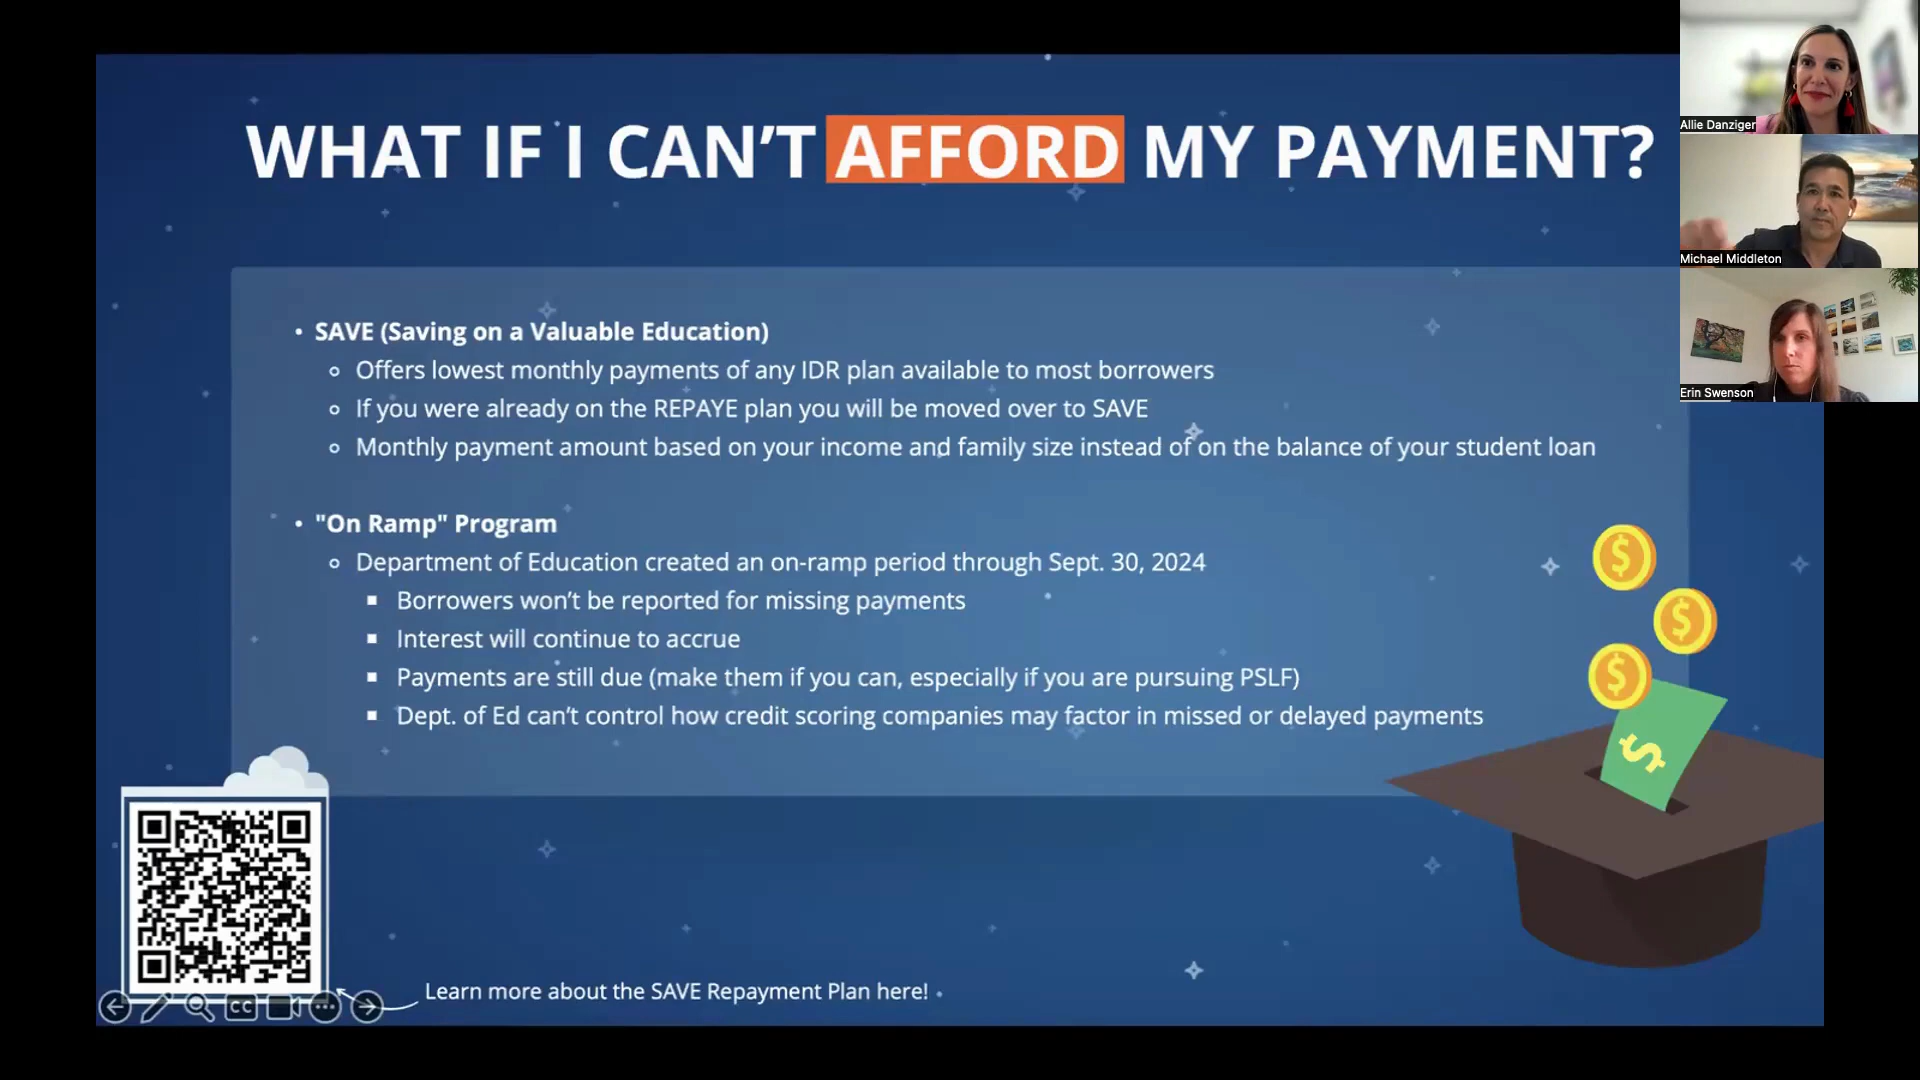 WHAT IF I CAN'T AFFORD MY PAYMENT?
• SAVE (Saving on a Valuable Education)
Offers lowest monthly payments of any IDR plan available to most borrowers
If you were already on the REPAYE plan you will be moved over to SAVE
Monthly payment amount based on your income and family size instead of on the balance of your student loan
• "On Ramp" Program
Department of Education created an on-ramp period through Sept. 30, 2024
Borrowers won't be reported for missing payments
Interest will continue to accrue
Payments are still due (make them if you can, especially if you are pursuing PSLF)
Dept. of Ed can't control how credit scoring companies may factor in missed or delayed payments
$
$
$
$
CC
Learn more about the SAVE Repayment Plan here!
Allie Danziger
Michael Middleton
Erin Swenson